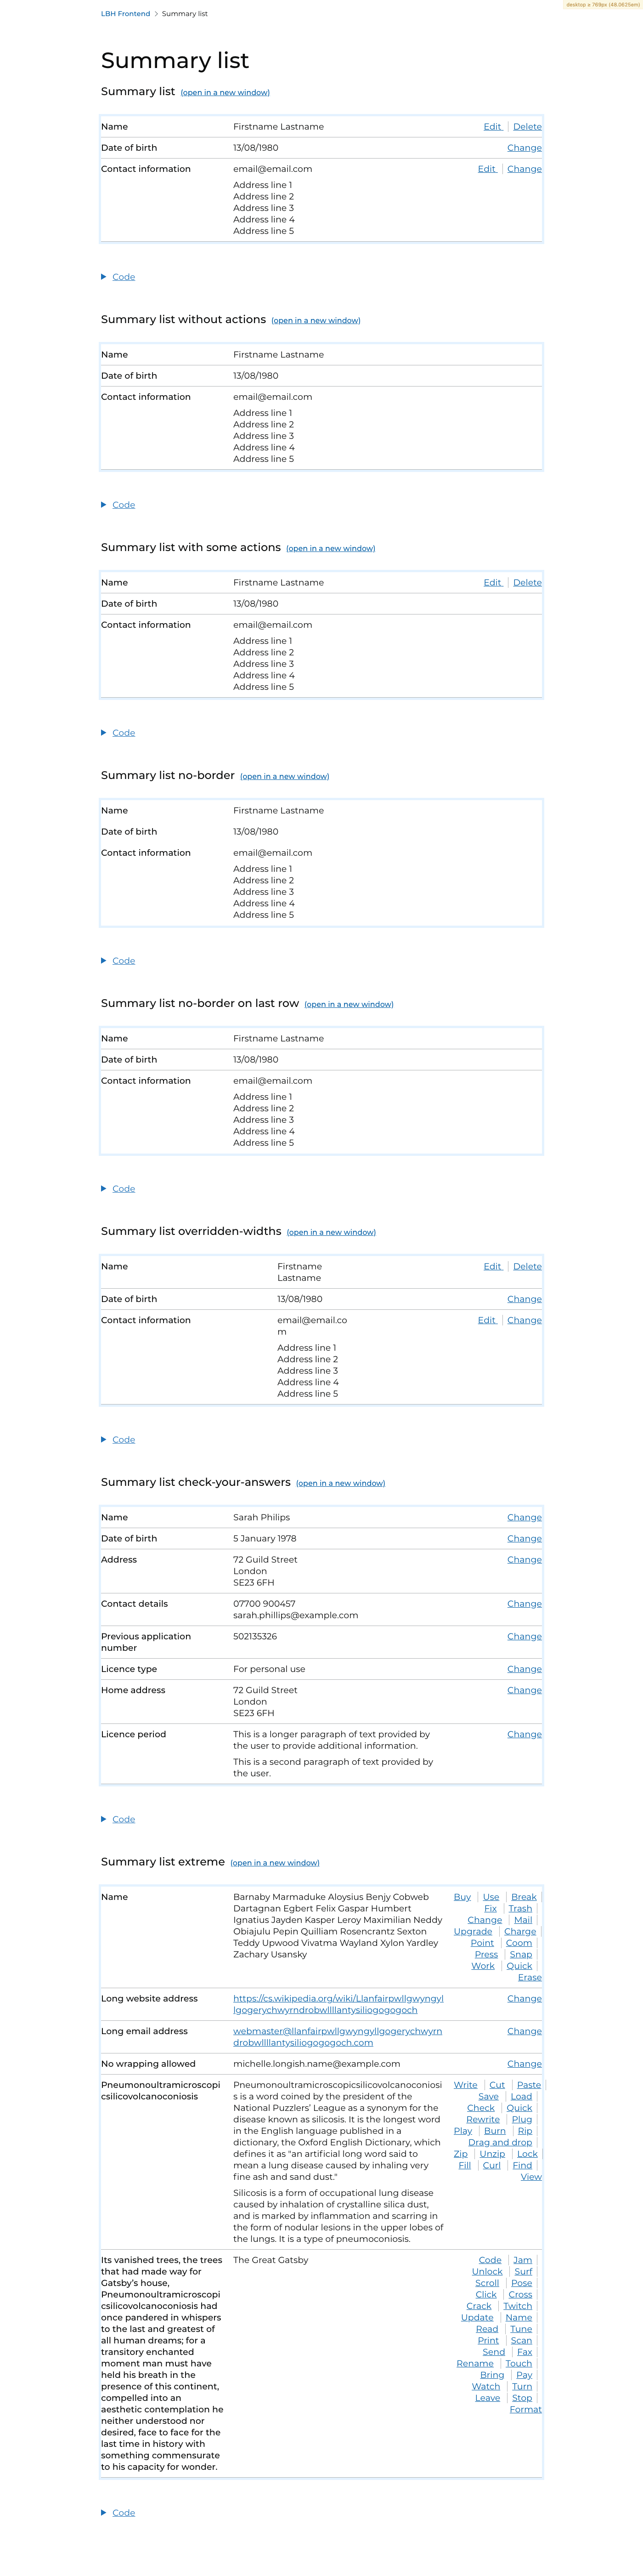 desktop ≥ 769px (48.0625em)
LBH Frontend > Summary list
Summary list
Summary list (open in a new window)
Name Firstname Lastname Edit Delete
Date of birth 13/08/1980 Change
Contact information email@email.com Edit Change
Address line 1
Address line 2
Address line 3
Address line 4
Address line 5
Code
Summary list without actions (open in a new window)
Name Firstname Lastname
Date of birth 13/08/1980
Contact information email@email.com
Address line 1
Address line 2
Address line 3
Address line 4
Address line 5
Code
Summary list with some actions (open in a new window)
Name Firstname Lastname Edit Delete
Date of birth 13/08/1980
Contact information email@email.com
Address line 1
Address line 2
Address line 3
Address line 4
Address line 5
Code
Summary list no-border (open in a new window)
Name Firstname Lastname
Date of birth 13/08/1980
Contact information email@email.com
Address line 1
Address line 2
Address line 3
Address line 4
Address line 5
Code
Summary list no-border on last row (open in a new window)
Name Firstname Lastname
Date of birth 13/08/1980
Contact information email@email.com
Address line 1
Address line 2
Address line 3
Address line 4
Address line 5
Code
Summary list overridden-widths (open in a new window)
Name Firstname Edit Delete
Lastname
Date of birth 13/08/1980 Change
Contact information email@email.co Edit Change
m
Address line 1
Address line 2
Address line 3
Address line 4
Address line 5
Code
Summary list check-your-answers (open in a new window)
Name Sarah Philips Change
Date of birth 5 January 1978 Change
Address 72 Guild Street Change
London
SE23 6FH
Contact details 07700 900457 Change
sarah.phillips@example.com
Previous application 502135326 Change
number
Licence type For personal use Change
Home address 72 Guild Street Change
London
SE23 6FH
Licence period This is a longer paragraph of text provided by Change
the user to provide additional information.
This is a second paragraph of text provided by
the user.
Code
Summary list extreme (open in a new window)
Name Barnaby Marmaduke Aloysius Benjy Cobweb Buy Use Break
Dartagnan Egbert Felix Gaspar Humbert Fix Trash
Ignatius Jayden Kasper Leroy Maximilian Neddy Change Mail
Obiajulu Pepin Quilliam Rosencrantz Sexton Upgrade Charge
Teddy Upwood Vivatma Wayland Xylon Yardley Point Coom
Zachary Usansky Press Snap
Work Quick
Erase
Long website address https://cs.wikipedia.org/wiki/Llanfairpwllgwyngyl Change
lgogerychwyrndrobwllllantysiliogogogoch
Long email address webmaster@llanfairpwllgwyngyllgogerychwyrn Change
drobwllllantysiliogogogoch.com
No wrapping allowed michelle.longish.name@example.com Change
Pneumonoultramicroscopi Pneumonoultramicroscopicsilicovolcanoconiosi Write Cut Paste
csilicovolcanoconiosis s is a word coined by the president of the Save Load
National Puzzlers’ League as a synonym for the Check Quick
disease known as silicosis. It is the longest word Rewrite Plug
in the English language published in a Play Burn Rip
dictionary, the Oxford English Dictionary, which Drag and drop
defines it as "an artificial long word said to Zip Unzip Lock
mean a lung disease caused by inhaling very Fill Curl Find
fine ash and sand dust." View
Silicosis is a form of occupational lung disease
caused by inhalation of crystalline silica dust,
and is marked by inflammation and scarring in
the form of nodular lesions in the upper lobes of
the lungs. It is a type of pneumoconiosis.
Its vanished trees, the trees The Great Gatsby Code Jam
that had made way for Unlock Surf
Gatsby’s house, Scroll Pose
Pneumonoultramicroscopi Click Cross
csilicovolcanoconiosis had Crack Twitch
once pandered in whispers Update Name
to the last and greatest of Read Tune
all human dreams; for a Print Scan
transitory enchanted Send Fax
moment man must have Rename Touch
held his breath in the Bring Pay
presence of this continent, Watch Turn
compelled into an Leave Stop
aesthetic contemplation he Format
neither understood nor
desired, face to face for the
last time in history with
something commensurate
to his capacity for wonder.
Code